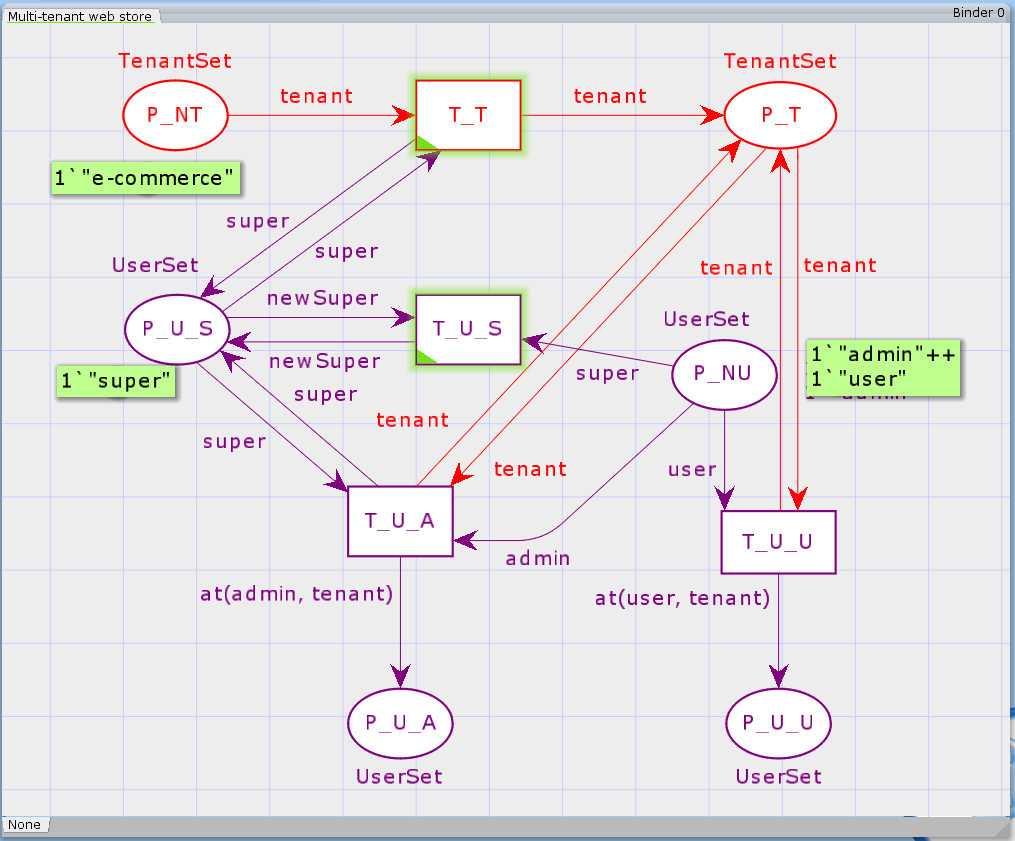 Multi-tenant web store
Binder 0
TenantSet
TenantSet
P_NT
tenant
T_T
tenant
P_T
1`"e-commerce"
super
super
UserSet
tenant
tenant
newSuper
P_U_S
T_U_S
UserSet
newSuper
super
P_NU
1`"admin"++
1`"user"
1`"super"
super
tenant
super
tenant
user
T_U_A
T_U_U
admin
at(admin, tenant)
at(user, tenant)
P_U_A
P_U_U
UserSet
UserSet
None